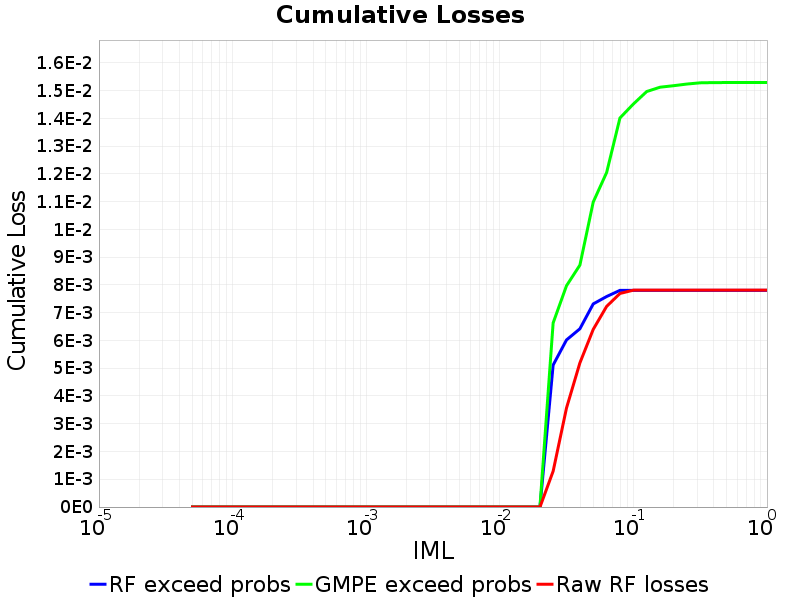 Cumulative Losses
Cumulative Loss
1.6E-2
1.5E-2
1.4E-2
1.3E-2
1.2E-2
1.1E-2
1E-2
9E-3
8E-3
7E-3
6E-3
5E-3
4E-3
3E-3
2E-3
1E-3
0E0
10^-5 10^-4 10^-3 10^-2 10^-1 10^0
IML
RF exceed probs GMPE exceed probs Raw RF losses